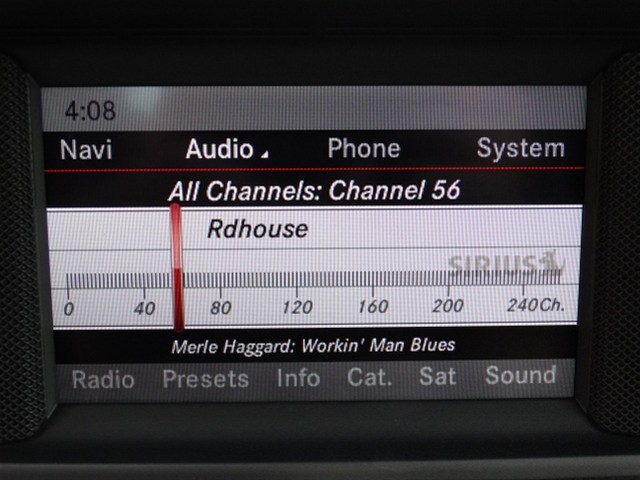 4:08
Navi Audio Phone System
All Channels: Channel 56
Rdhouse
SIRIUS
0 40 80 120 160 200 240Ch.
Merle Haggard: Workin' Man Blues
Radio Presets Info Cat. Sat Sound